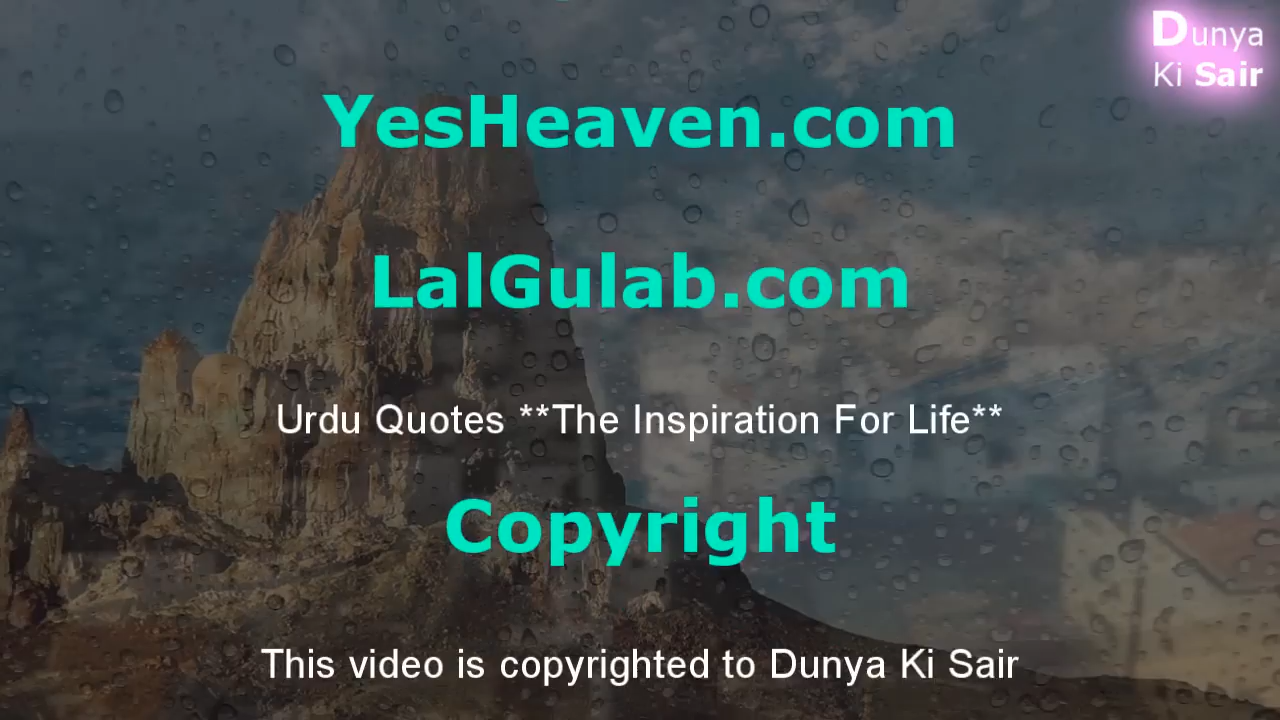 Dunya
Ki Sair
YesHeaven.com
LalGulab.com
Urdu Quotes **The Inspiration For Life**
Copyright
This video is copyrighted to Dunya Ki Sair